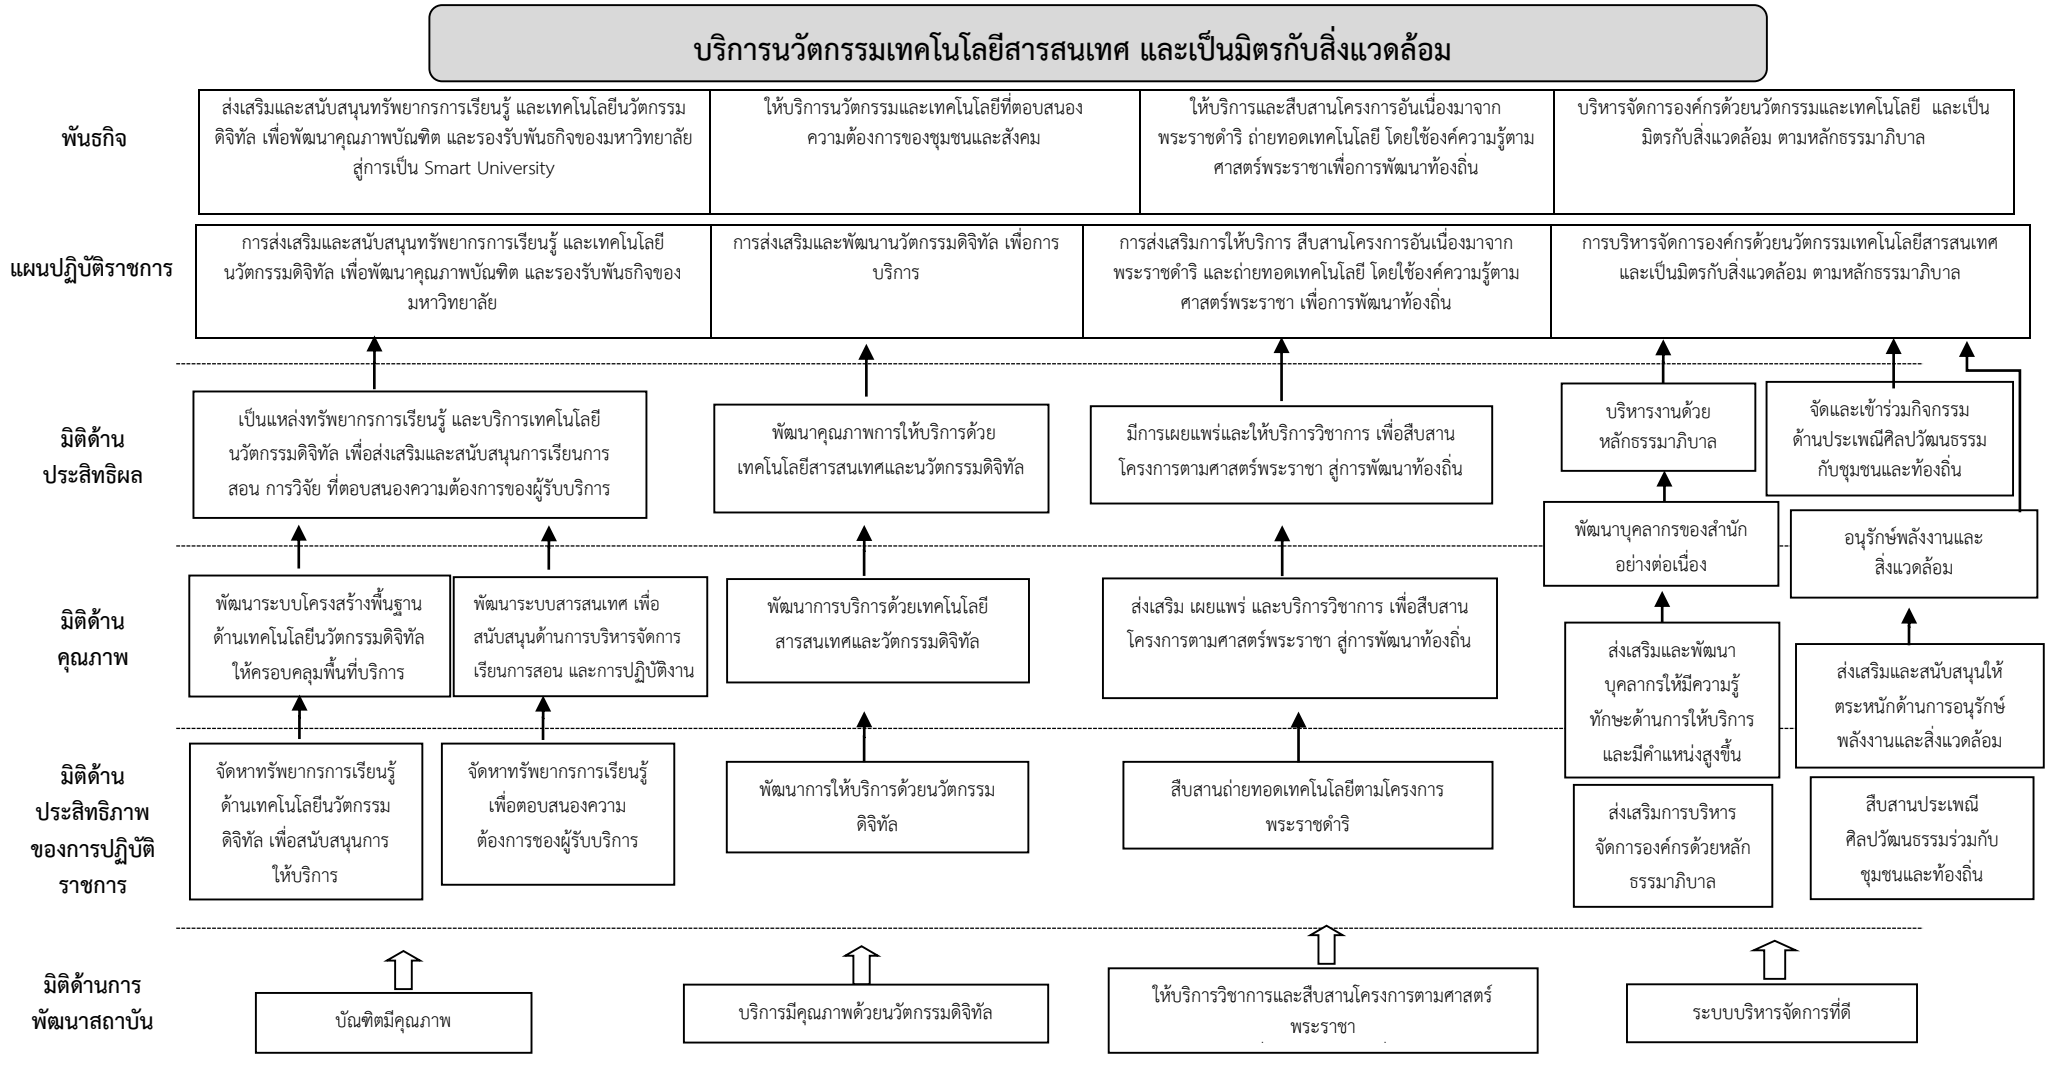 บริการนวัตกรรมเทคโนโลยีสารสนเทศ และเป็นมิตรกับสิ่งแวดล้อม
พันธกิจ
ส่งเสริมและสนับสนุนทรัพยากรการเรียนรู้ และเทคโนโลยีนวัตกรรม
ดิจิทัล เพื่อพัฒนาคุณภาพบัณฑิต และรองรับพันธกิจของมหาวิทยาลัย
สู่การเป็น Smart University
ให้บริการนวัตกรรมและเทคโนโลยีที่ตอบสนอง
ความต้องการของชุมชนและสังคม
ให้บริการและสืบสานโครงการอันเนื่องมาจาก
พระราชดำริ ถ่ายทอดเทคโนโลยี โดยใช้องค์ความรู้ตาม
ศาสตร์พระราชาเพื่อการพัฒนาท้องถิ่น
บริหารจัดการองค์กรด้วยนวัตกรรมและเทคโนโลยี และเป็น
มิตรกับสิ่งแวดล้อม ตามหลักธรรมาภิบาล
แผนปฏิบัติราชการ
การส่งเสริมและสนับสนุนทรัพยากรการเรียนรู้ และเทคโนโลยี
นวัตกรรมดิจิทัล เพื่อพัฒนาคุณภาพบัณฑิต และรองรับพันธกิจของ
มหาวิทยาลัย
การส่งเสริมและพัฒนานวัตกรรมดิจิทัล เพื่อการ
บริการ
การส่งเสริมการให้บริการ สืบสานโครงการอันเนื่องมาจาก
พระราชดำริ และถ่ายทอดเทคโนโลยี โดยใช้องค์ความรู้ตาม
ศาสตร์พระราชา เพื่อการพัฒนาท้องถิ่น
การบริหารจัดการองค์กรด้วยนวัตกรรมเทคโนโลยีสารสนเทศ
และเป็นมิตรกับสิ่งแวดล้อม ตามหลักธรรมาภิบาล
มิติด้าน
ประสิทธิผล
เป็นแหล่งทรัพยากรการเรียนรู้ และบริการเทคโนโลยี
นวัตกรรมดิจิทัล เพื่อส่งเสริมและสนับสนุนการเรียนการ
สอน การวิจัย ที่ตอบสนองความต้องการของผู้รับบริการ
พัฒนาคุณภาพการให้บริการด้วย
เทคโนโลยีสารสนเทศและนวัตกรรมดิจิทัล
มีการเผยแพร่และให้บริการวิชาการ เพื่อสืบสาน
โครงการตามศาสตร์พระราชา สู่การพัฒนาท้องถิ่น
บริหารงานด้วย
หลักธรรมาภิบาล
จัดและเข้าร่วมกิจกรรม
ด้านประเพณีศิลปวัฒนธรรม
กับชุมชนและท้องถิ่น
พัฒนาบุคลากรของสำนัก
อย่างต่อเนื่อง
อนุรักษ์พลังงานและ
สิ่งแวดล้อม
มิติด้าน
คุณภาพ
พัฒนาระบบโครงสร้างพื้นฐาน
ด้านเทคโนโลยีนวัตกรรมดิจิทัล
ให้ครอบคลุมพื้นที่บริการ
พัฒนาระบบสารสนเทศ เพื่อ
สนับสนุนด้านการบริหารจัดการ
เรียนการสอน และการปฏิบัติงาน
พัฒนาการบริการด้วยเทคโนโลยี
สารสนเทศและวัตกรรมดิจิทัล
ส่งเสริม เผยแพร่ และบริการวิชาการ เพื่อสืบสาน
โครงการตามศาสตร์พระราชา สู่การพัฒนาท้องถิ่น
ส่งเสริมและพัฒนา
บุคลากรให้มีความรู้
ทักษะด้านการให้บริการ
และมีคำแหน่งสูงขึ้น
ส่งเสริมและสนับสนุนให้
ตระหนักด้านการอนุรักษ์
พลังงานและสิ่งแวดล้อม
มิติด้าน
ประสิทธิภาพ
ของการปฏิบัติ
ราชการ
จัดหาทรัพยากรการเรียนรู้
ด้านเทคโนโลยีนวัตกรรม
ดิจิทัล เพื่อสนับสนุนการ
ให้บริการ
จัดหาทรัพยากรการเรียนรู้
เพื่อตอบสนองความ
ต้องการชองผู้รับบริการ
พัฒนาการให้บริการด้วยนวัตกรรม
ดิจิทัล
สืบสานถ่ายทอดเทคโนโลยีตามโครงการ
พระราชดำริ
ส่งเสริมการบริหาร
จัดการองค์กรด้วยหลัก
ธรรมาภิบาล
สืบสานประเพณี
ศิลปวัฒนธรรมร่วมกับ
ชุมชนและท้องถิ่น
มิติด้านการ
พัฒนาสถาบัน
บัณฑิตมีคุณภาพ
บริการมีคุณภาพด้วยนวัตกรรมดิจิทัล
ให้บริการวิชาการและสืบสานโครงการตามศาสตร์
พระราชา
ระบบบริหารจัดการที่ดี